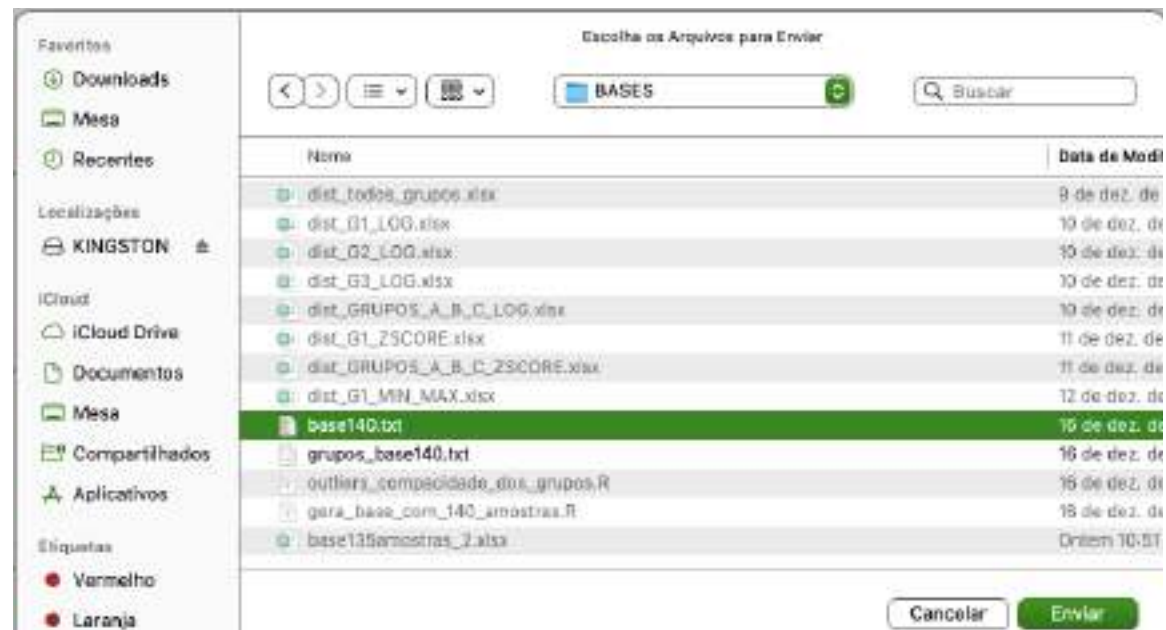 Favoritos
Downloads
Mesa
Recentes
Localizações
KINGSTON
iCloud
iCloud Drive
Documentos
Mesa
Compartilhados
Aplicativos
Etiquetas
Vermelho
Laranja
Escolha os Arquivos para Enviar
BASES
Buscar
Nome Data de Modi
dist_todos_grupos.xlsx 9 de dez. de
dist_G1_LOG.xlsx 10 de dez. de
dist_G2_LOG.xlsx 10 de dez. de
dist_G3_LOG.xlsx 10 de dez. de
dist_GRUPOS_A_B_C_LOG.xlsx 10 de dez. de
dist_G1_ZSCORE.xlsx 11 de dez. de
dist_GRUPOS_A_B_C_ZSCORE.xlsx 11 de dez. de
dist_G1_MIN_MAX.xlsx 12 de dez. de
base140.txt 16 de dez. de
grupos_base140.txt 16 de dez. de
outliers_compacidade_dos_grupos.R 16 de dez. de
gera_base_com_140_amostras.R 16 de dez. de
base135amostras_2.xlsx Ontem 10:51
Cancelar Enviar